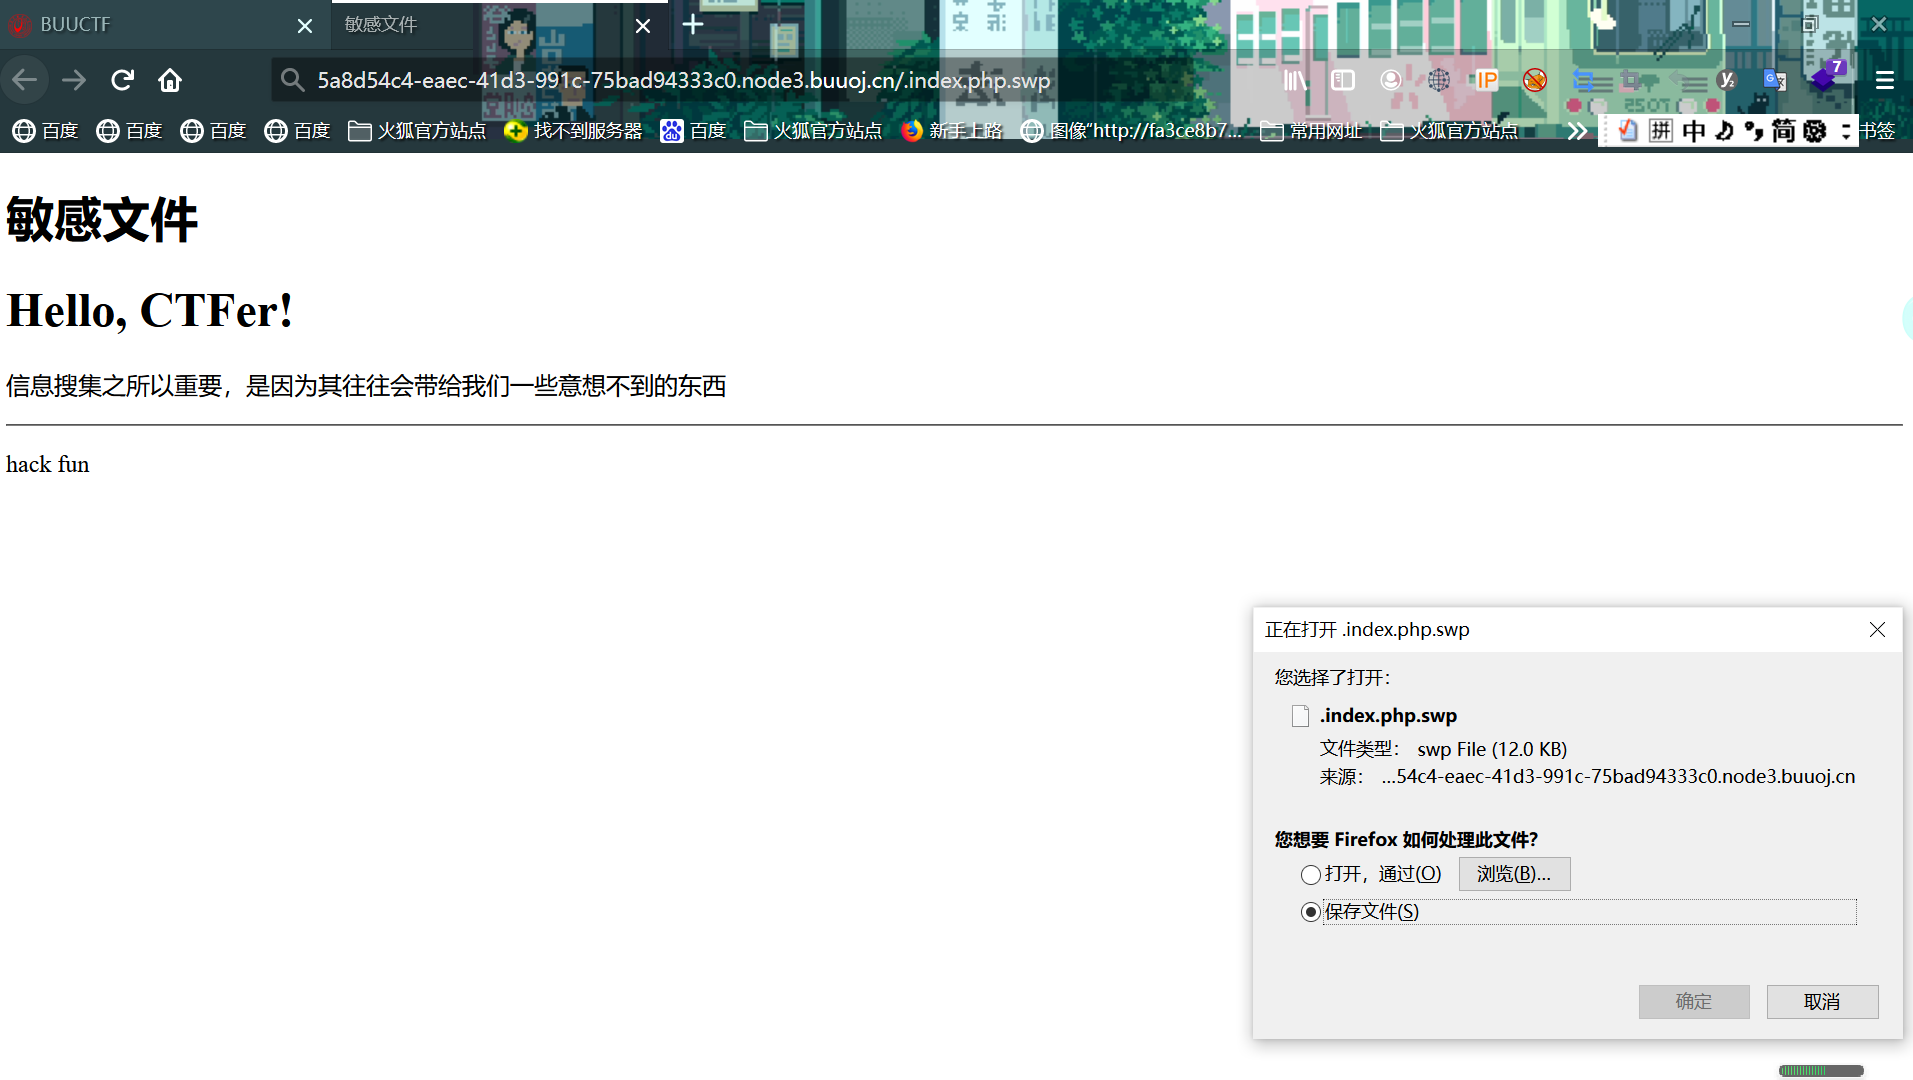 BUUCTF
敏感文件
5a8d54c4-eaec-41d3-991c-75bad94333c0.node3.buuoj.cn/.index.php.swp
IP
7
百度
百度
百度
百度
火狐官方站点
找不到服务器
百度
火狐官方站点
新手上路
图像“http://fa3ce8b7...
常用网址
火狐官方站点
拼 中 简
书签
敏感文件
Hello, CTFer!
信息搜集之所以重要，是因为其往往会带给我们一些意想不到的东西
hack fun
正在打开 .index.php.swp
您选择了打开：
.index.php.swp
文件类型： swp File (12.0 KB)
来源： ...54c4-eaec-41d3-991c-75bad94333c0.node3.buuoj.cn
您想要 Firefox 如何处理此文件?
打开，通过(O) 浏览(B)...
保存文件(S)
确定 取消